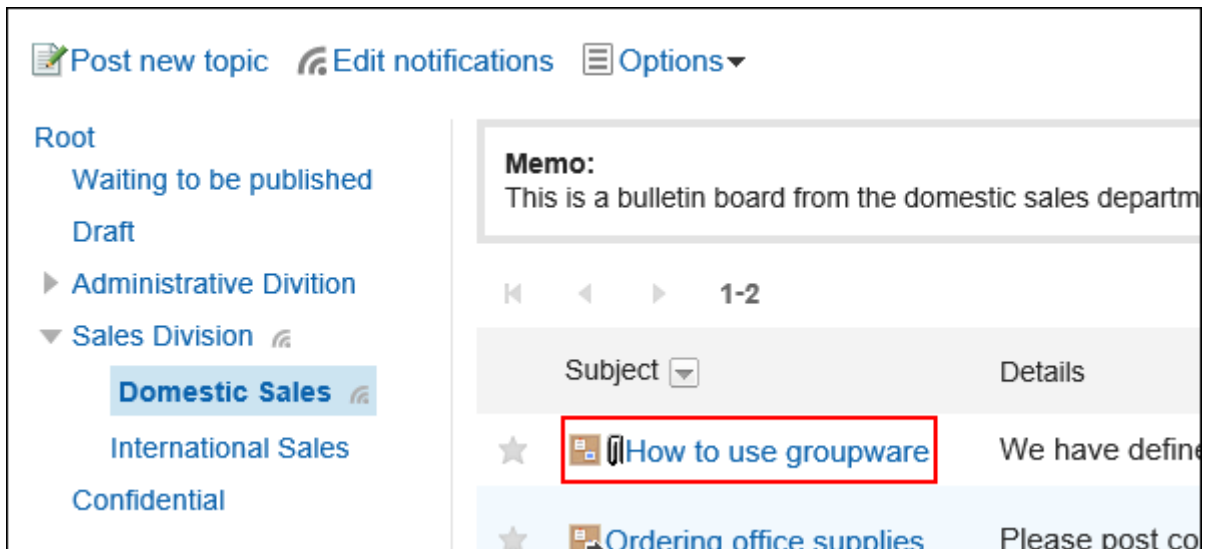 Post new topic Edit notifications Options
Root
Waiting to be published
Draft
Administrative Divition
Sales Division
Domestic Sales
International Sales
Confidential
Memo:
This is a bulletin board from the domestic sales departm
1-2
Subject Details
How to use groupware We have define
Ordering office supplies Please post co